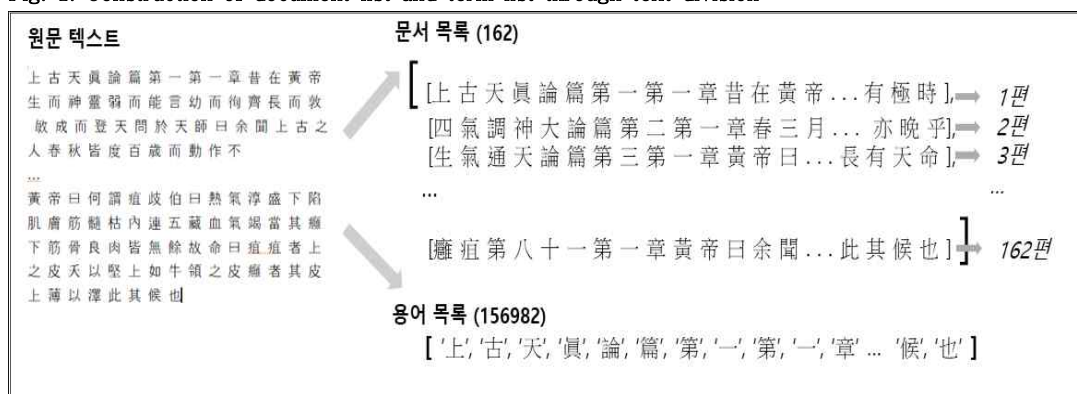 Fig. 1. Construction of document list and term list through text division
원문 텍스트
上古天眞論篇第一第一章昔在黃帝
生而神靈弱而能言幼而徇齊長而敦
敏成而登天問於天師曰余聞上古之
人春秋皆度百歲而動作不
...
黃帝曰何謂疽歧伯曰熱氣淳盛下陷
肌膚筋髓枯內連五藏血氣竭當其癰
下筋骨良肉皆無餘故命曰疽疽者上
之皮夭以堅上如牛領之皮癰者其皮
上薄以澤此其候也
문서 목록 (162)
[上古天眞論篇第一第一章昔在黃帝...有極時], 1편
[四氣調神大論篇第二第一章春三月... 亦晩乎], 2편
[生氣通天論篇第三第一章黃帝曰...長有天命], 3편
... ...
[癰疽第八十一第一章黃帝曰余聞...此其候也] 162편
용어 목록 (156982)
[ '上', '古', '天', '眞', '論', '篇', '第', '一', '第', '一', '章' ... '候', '也' ]